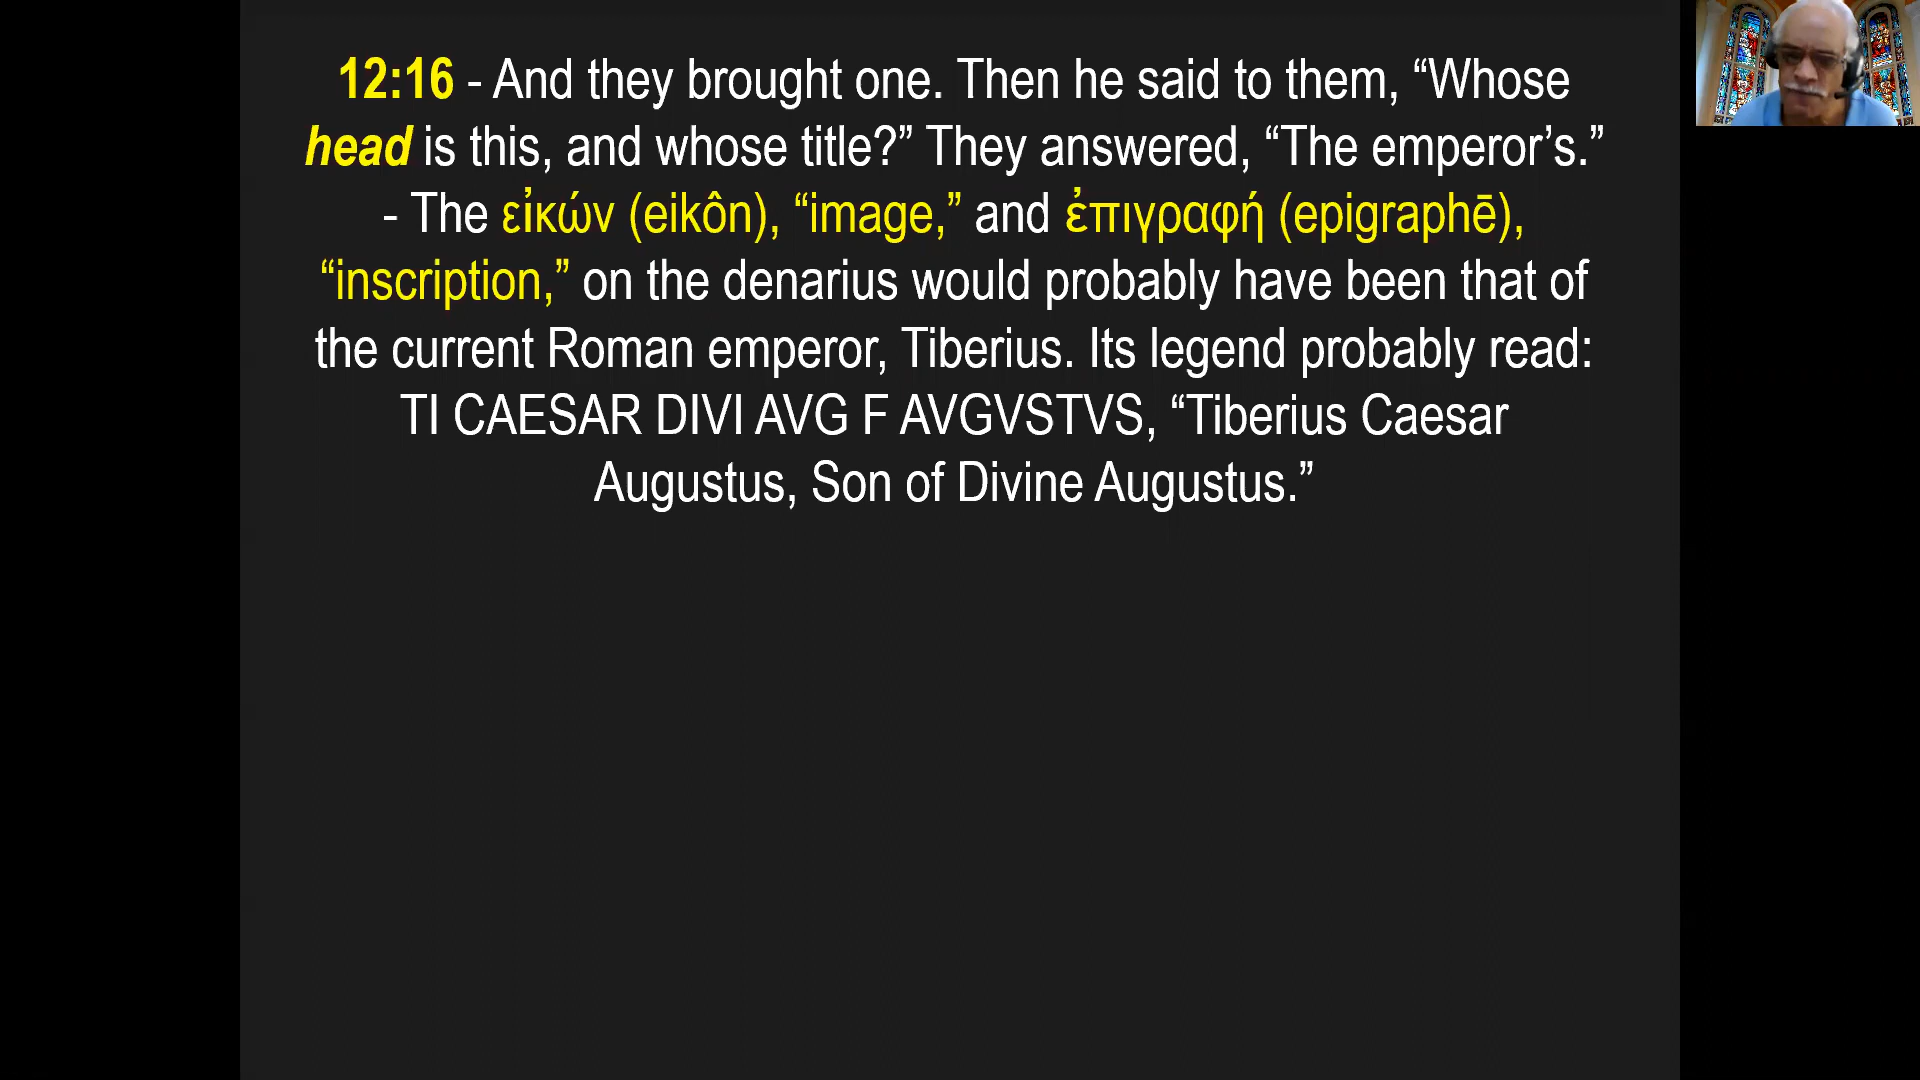 12:16 - And they brought one. Then he said to them, “Whose
head is this, and whose title?” They answered, “The emperor’s.”
- The εἰκών (eikôn), “image,” and ἐπιγραφή (epigraphē),
“inscription,” on the denarius would probably have been that of
the current Roman emperor, Tiberius. Its legend probably read:
TI CAESAR DIVI AVG F AVGVSTVS, “Tiberius Caesar
Augustus, Son of Divine Augustus.”